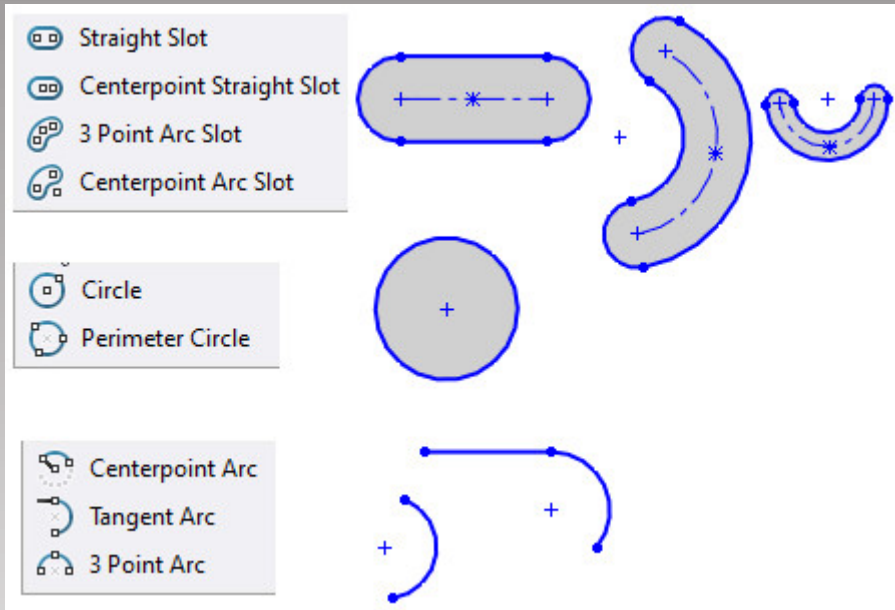 Straight Slot
Centerpoint Straight Slot
3 Point Arc Slot
Centerpoint Arc Slot
Circle
Perimeter Circle
Centerpoint Arc
Tangent Arc
3 Point Arc